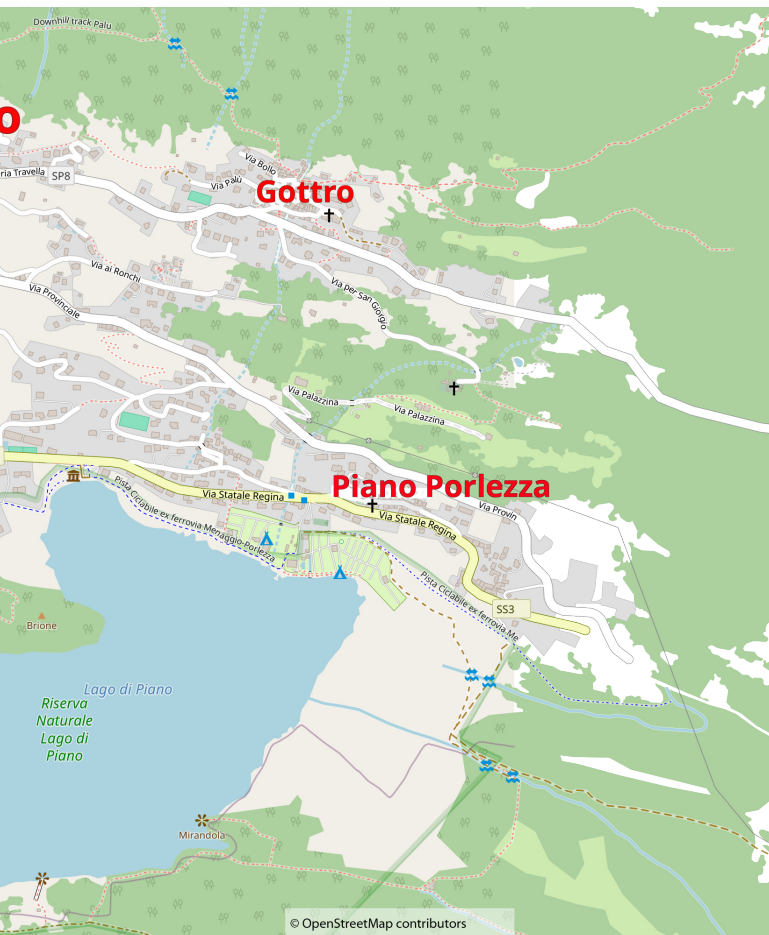 Downhill track Palu
o
ria Travella
SP8
Via Bollo
Via Palù
Gottro
Via ai Ronchi
Via per San Giorgio
Via Provinciale
Via Palazzina
Via Palazzina
Piano Porlezza
Via Statale Regina
Via Statale Regina
Via Provin
Pista Ciclabile ex ferrovia Menaggio-Porlezza
Pista Ciclabile ex ferrovia Me
SS3
Brione
Lago di Piano
Riserva
Naturale
Lago di
Piano
Mirandola
© OpenStreetMap contributors